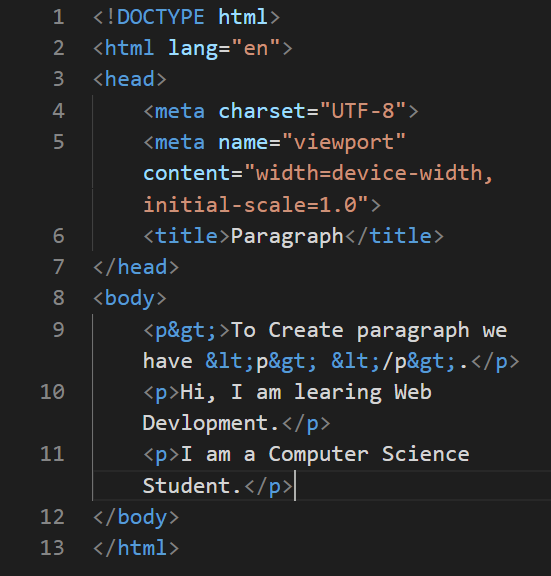 1 <!DOCTYPE html>
2 <html lang="en">
3 <head>
4     <meta charset="UTF-8">
5     <meta name="viewport"
    content="width=device-width,
    initial-scale=1.0">
6     <title>Paragraph</title>
7 </head>
8 <body>
9     <p&gt;>To Create paragraph we
    have &lt;p&gt; &lt;/p&gt;.</p>
10     <p>Hi, I am learing Web
    Devlopment.</p>
11     <p>I am a Computer Science
    Student.</p>
12 </body>
13 </html>